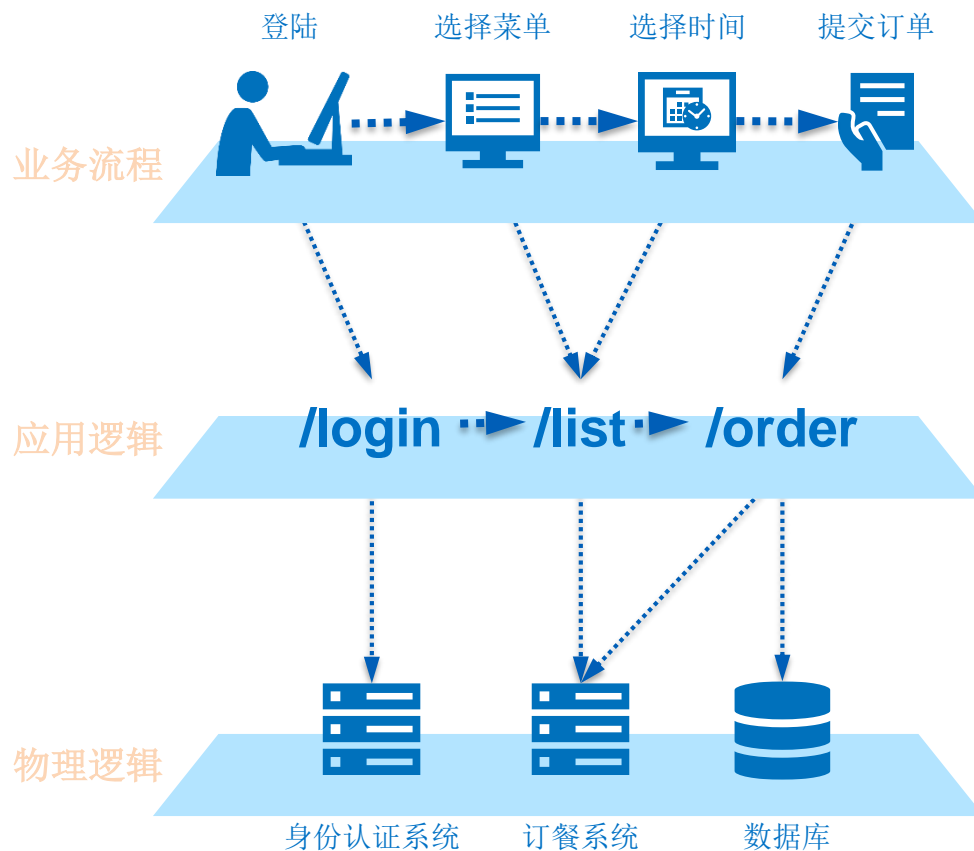 登陆 选择菜单 选择时间 提交订单
业务流程
应用逻辑 /login /list /order
物理逻辑
身份认证系统 订餐系统 数据库